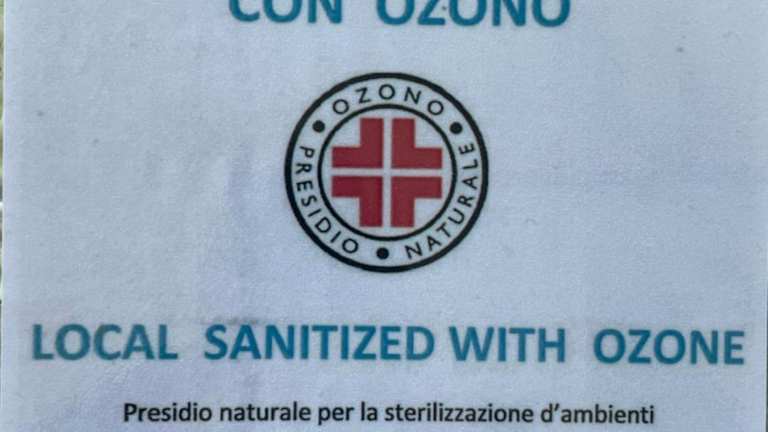 CON OZONO
OZONO
PRESIDIO
NATURALE
LOCAL SANITIZED WITH OZONE
Presidio naturale per la sterilizzazione d'ambienti